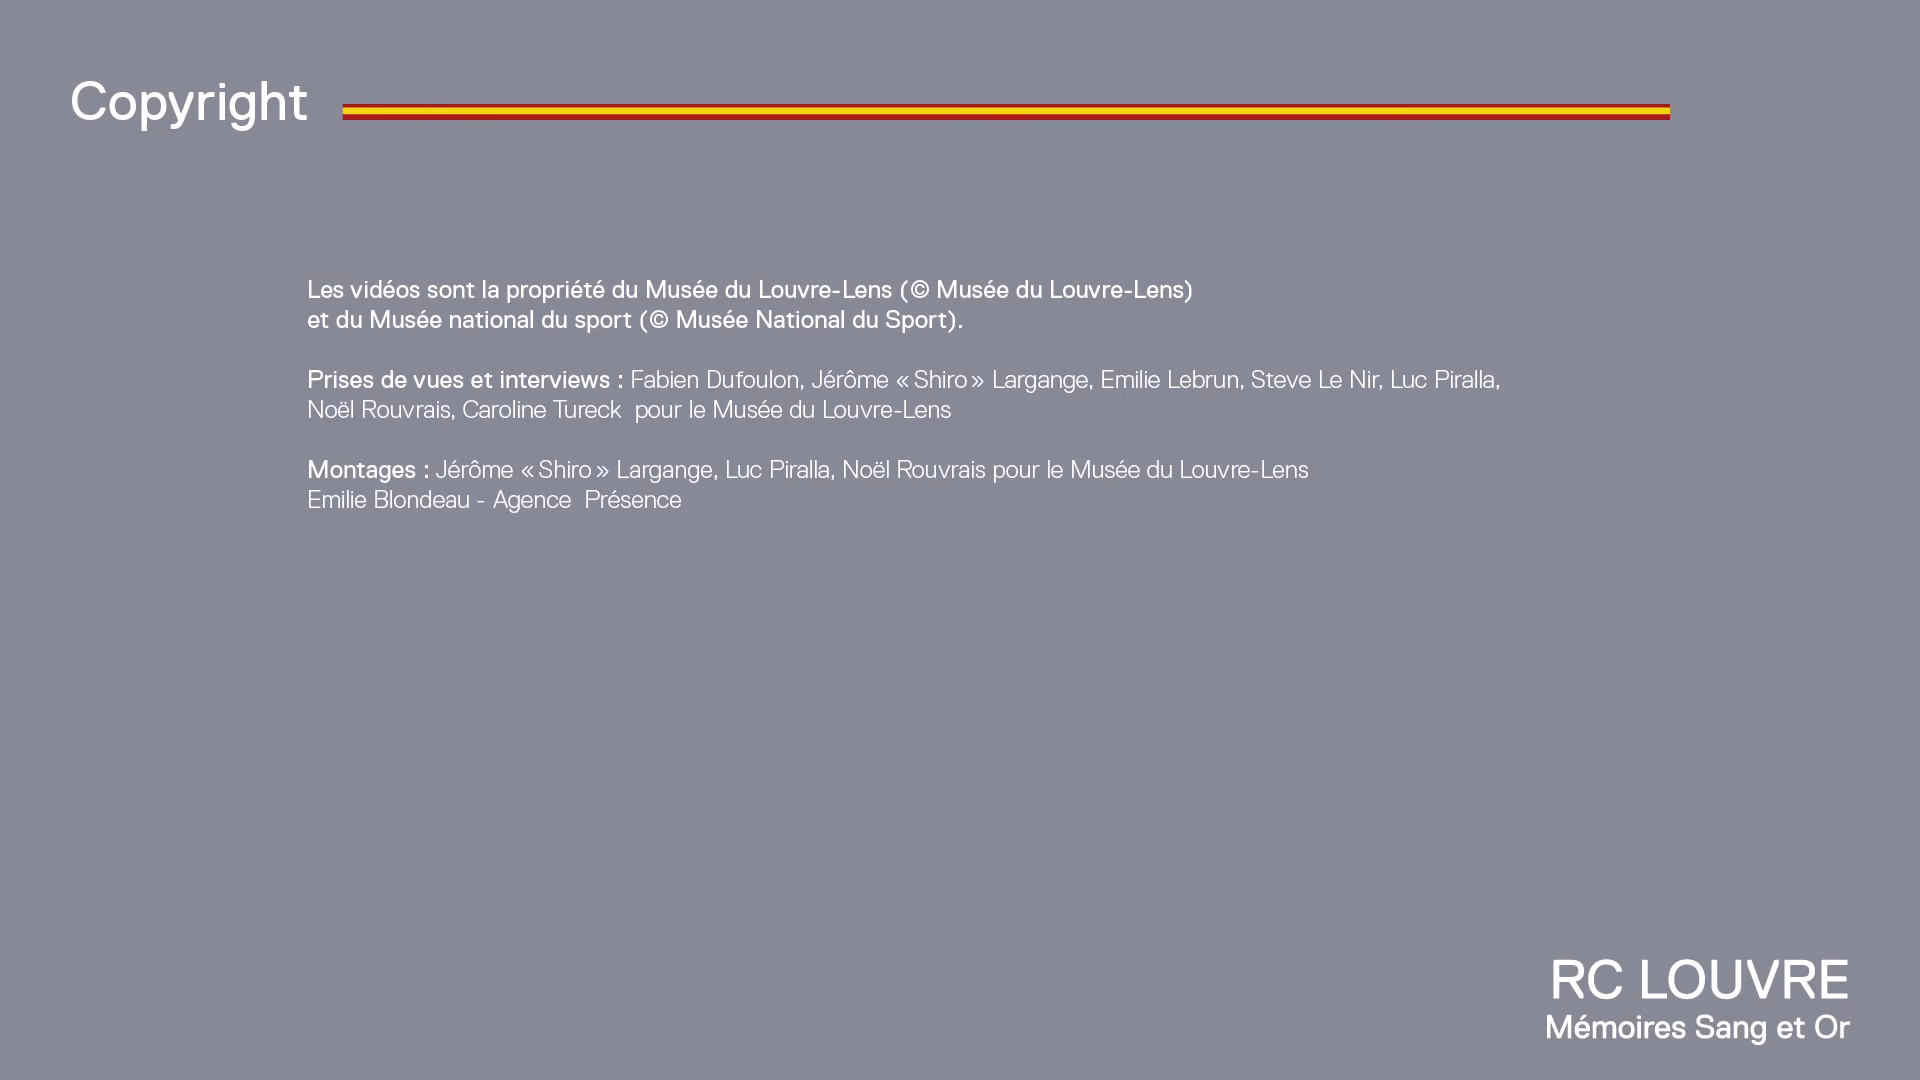 Copyright
Les vidéos sont la propriété du Musée du Louvre-Lens (© Musée du Louvre-Lens)
et du Musée national du sport (© Musée National du Sport).
Prises de vues et interviews : Fabien Dufoulon, Jérôme « Shiro » Largange, Emilie Lebrun, Steve Le Nir, Luc Piralla,
Noël Rouvrais, Caroline Tureck  pour le Musée du Louvre-Lens
Montages : Jérôme « Shiro » Largange, Luc Piralla, Noël Rouvrais pour le Musée du Louvre-Lens
Emilie Blondeau - Agence  Présence
RC LOUVRE
Mémoires Sang et Or